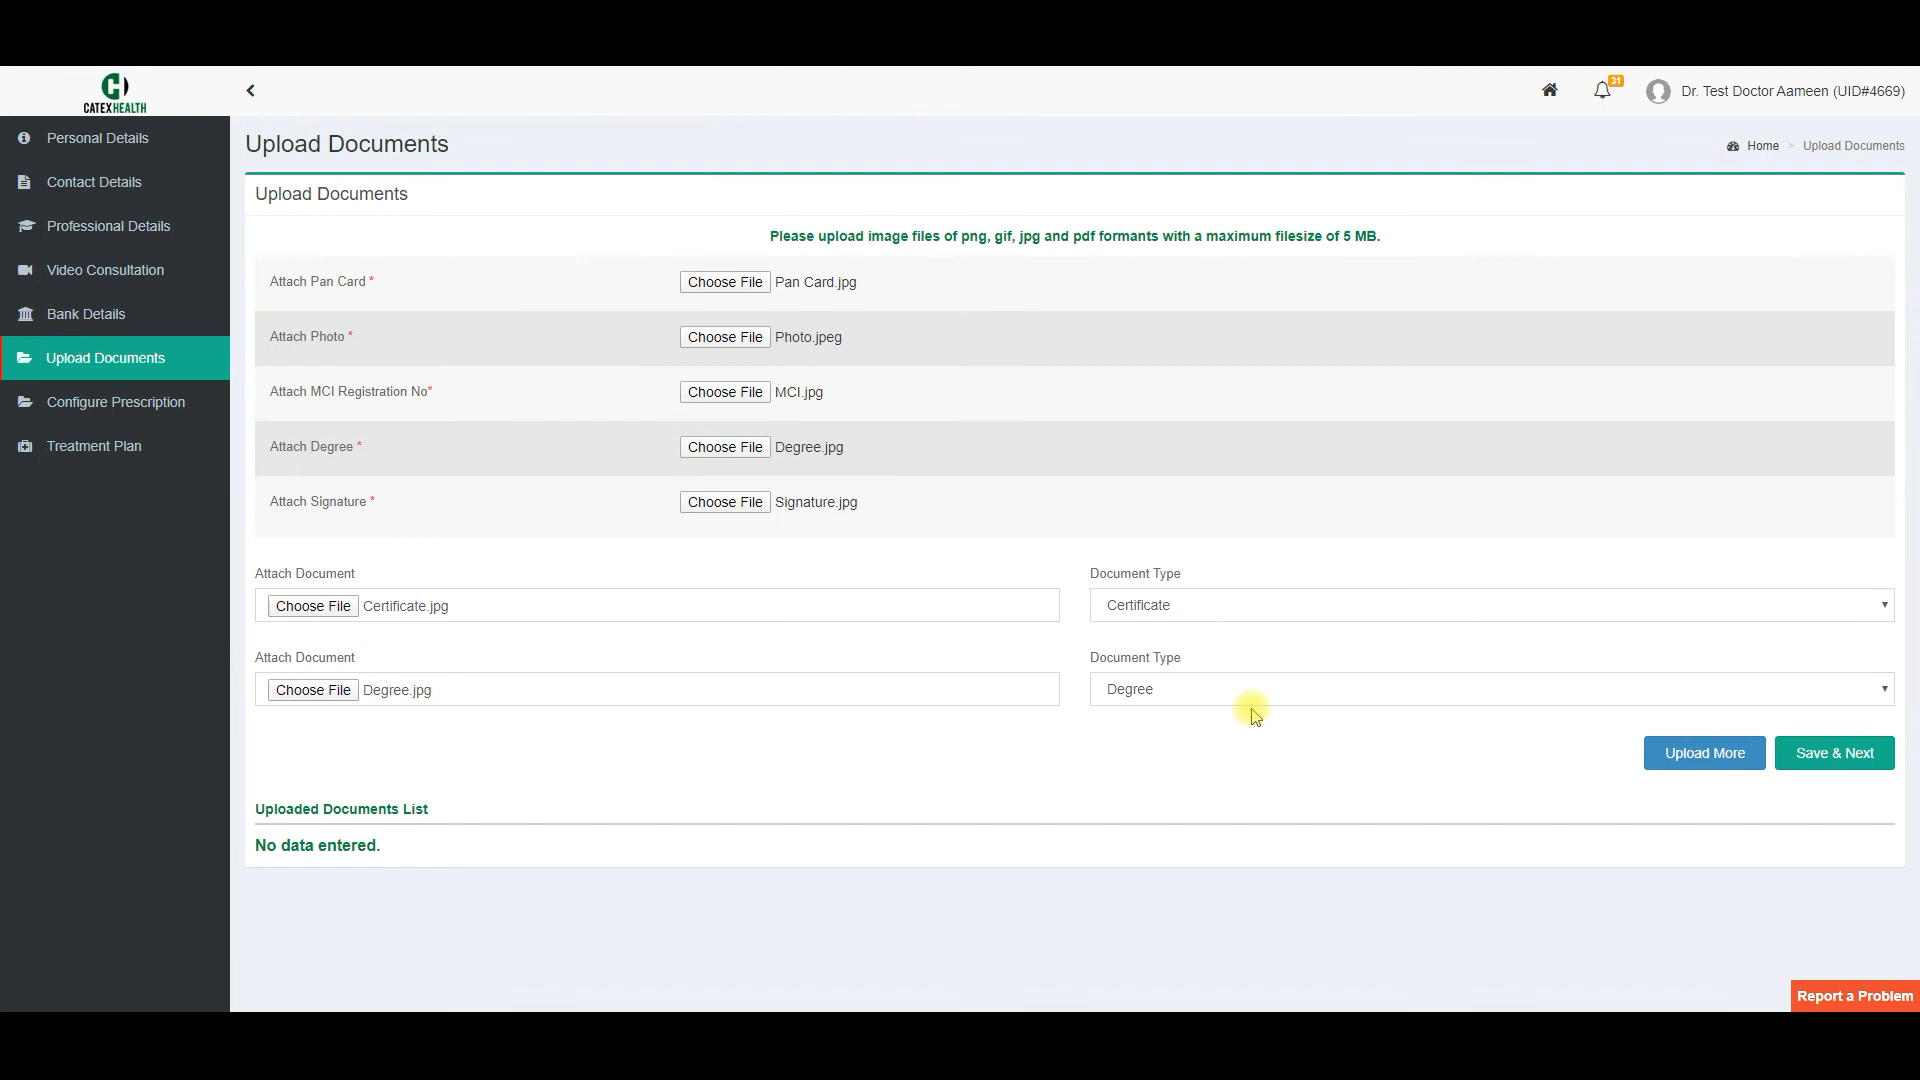 CATEXHEALTH
31
Dr. Test Doctor Aameen (UID#4669)
Personal Details
Contact Details
Professional Details
Video Consultation
Bank Details
Upload Documents
Configure Prescription
Treatment Plan
Upload Documents
Home > Upload Documents
Upload Documents
Please upload image files of png, gif, jpg and pdf formants with a maximum filesize of 5 MB.
Attach Pan Card * Choose File Pan Card.jpg
Attach Photo * Choose File Photo.jpeg
Attach MCI Registration No* Choose File MCI.jpg
Attach Degree * Choose File Degree.jpg
Attach Signature * Choose File Signature.jpg
Attach Document Document Type
Choose File Certificate.jpg Certificate
Attach Document Document Type
Choose File Degree.jpg Degree
Upload More Save & Next
Uploaded Documents List
No data entered.
Report a Problem